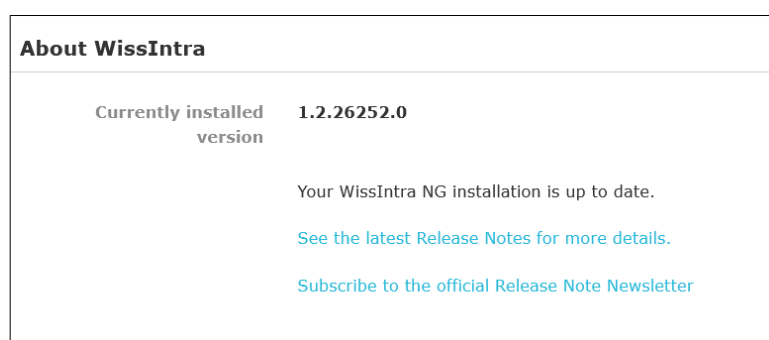 About WissIntra
Currently installed 1.2.26252.0
version
Your WissIntra NG installation is up to date.
See the latest Release Notes for more details.
Subscribe to the official Release Note Newsletter